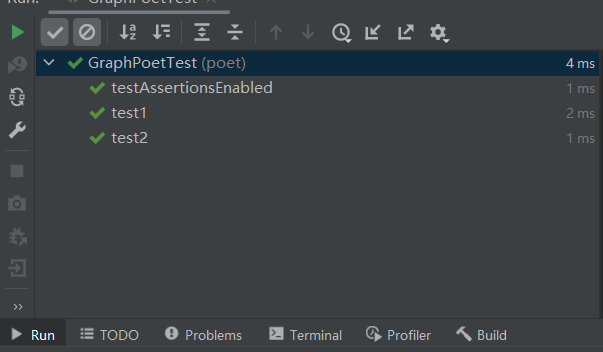 Run: GraphPoetTest
GraphPoetTest (poet) 4 ms
testAssertionsEnabled 1 ms
test1 2 ms
test2 1 ms
Run TODO Problems Terminal Profiler Build